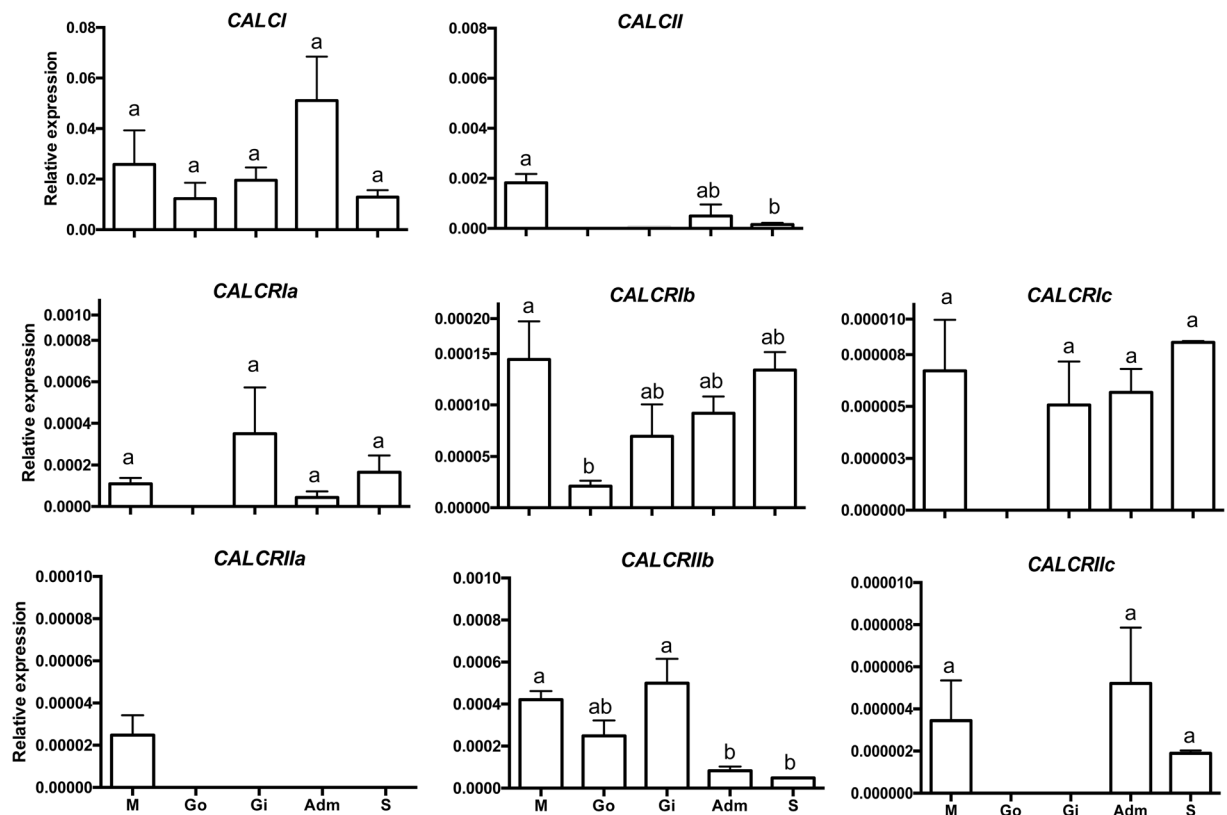 CALCI
Relative expression
0.08
0.06
0.04
0.02
0.00
a a a a a
CALCII
0.008
0.006
0.004
0.002
0.000
a ab b
CALCRIa
Relative expression
0.0010
0.0008
0.0006
0.0004
0.0002
0.0000
a a a a
CALCRIb
0.00020
0.00015
0.00010
0.00005
0.00000
a b ab ab ab
CALCRIc
0.000010
0.000008
0.000005
0.000003
0.000000
a a a a
CALCRIIa
Relative expression
0.00010
0.00008
0.00006
0.00004
0.00002
0.00000
M Go Gi Adm S
CALCRIIb
0.0010
0.0008
0.0006
0.0004
0.0002
0.0000
a ab a b b
M Go Gi Adm S
CALCRIIc
0.000010
0.000008
0.000006
0.000004
0.000002
0.000000
a a a
M Go Gi Adm S